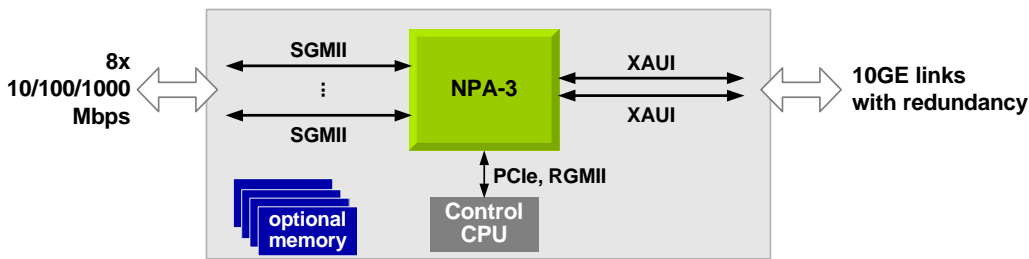 8x
10/100/1000
Mbps
SGMII
...
SGMII
NPA-3
XAUI
XAUI
10GE links
with redundancy
PCIe, RGMII
optional
memory
Control
CPU